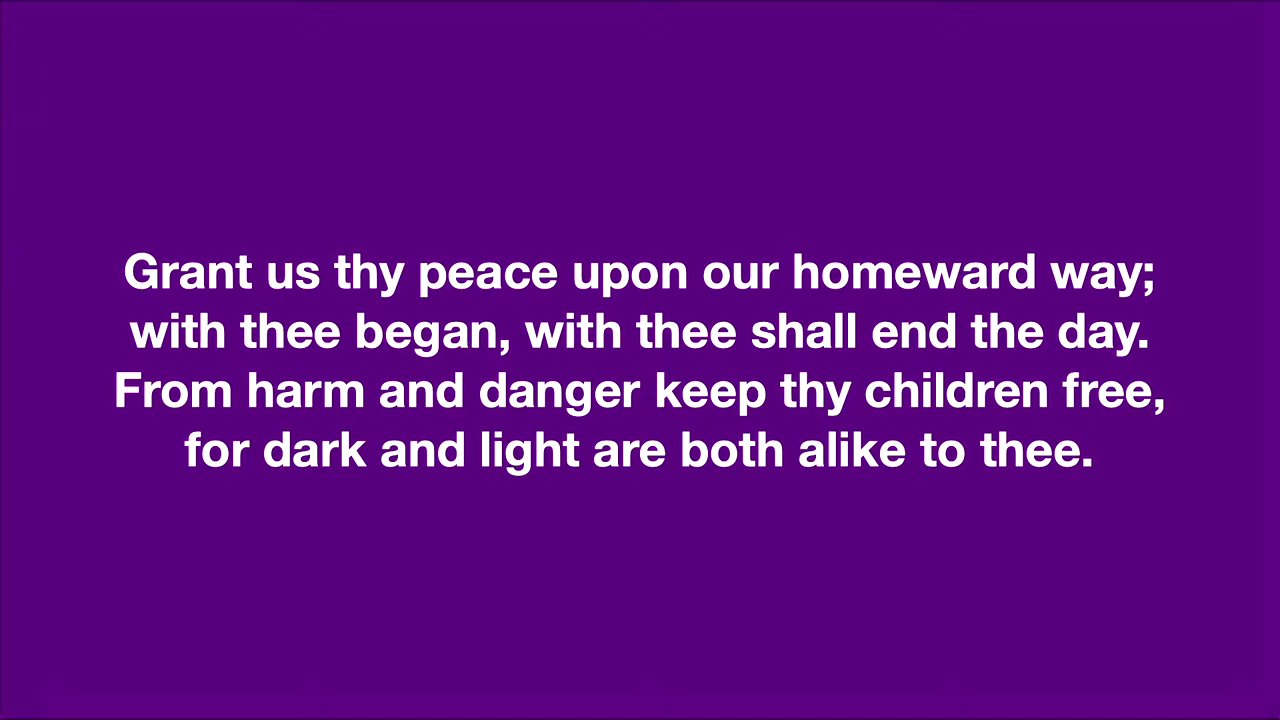 Grant us thy peace upon our homeward way;
with thee began, with thee shall end the day.
From harm and danger keep thy children free,
for dark and light are both alike to thee.